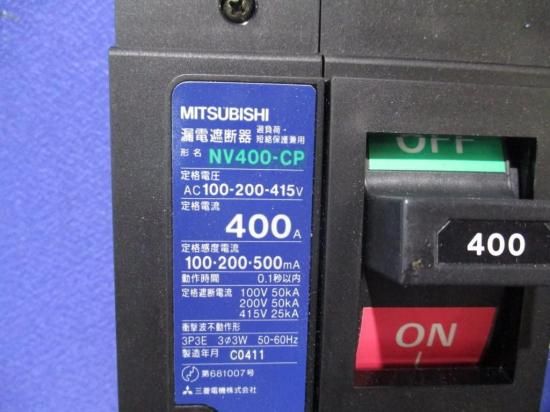 MITSUBISHI
漏電遮断器 過負荷・短絡保護兼用
形名 NV400-CP
定格電圧
AC100-200-415V
定格電流
400A
定格感度電流
100・200・500mA
動作時間 0.1秒以内
定格遮断電流 100V 50kA
200V 50kA
415V 25kA
衝撃波不動作形
3P3E 3φ3W 50-60Hz
製造年月 C0411
第681007号
三菱電機株式会社
OFF
400
ON